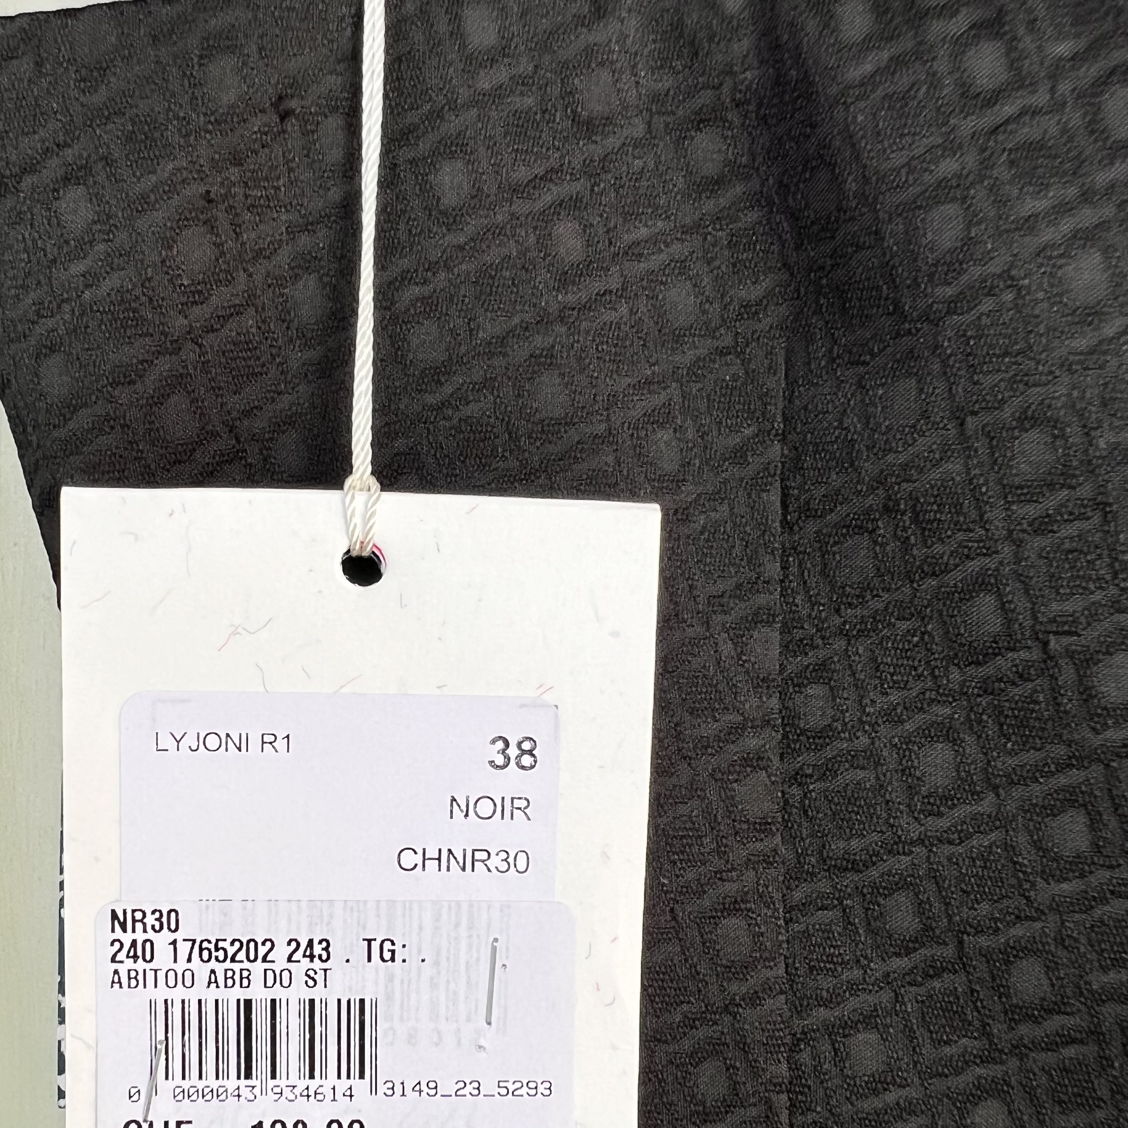 LYJONI R1
38
NOIR
CHNR30
NR30
240 1765202 243 . TG: .
ABITOO ABB DO ST
0 000043 934614 3149_23_5293